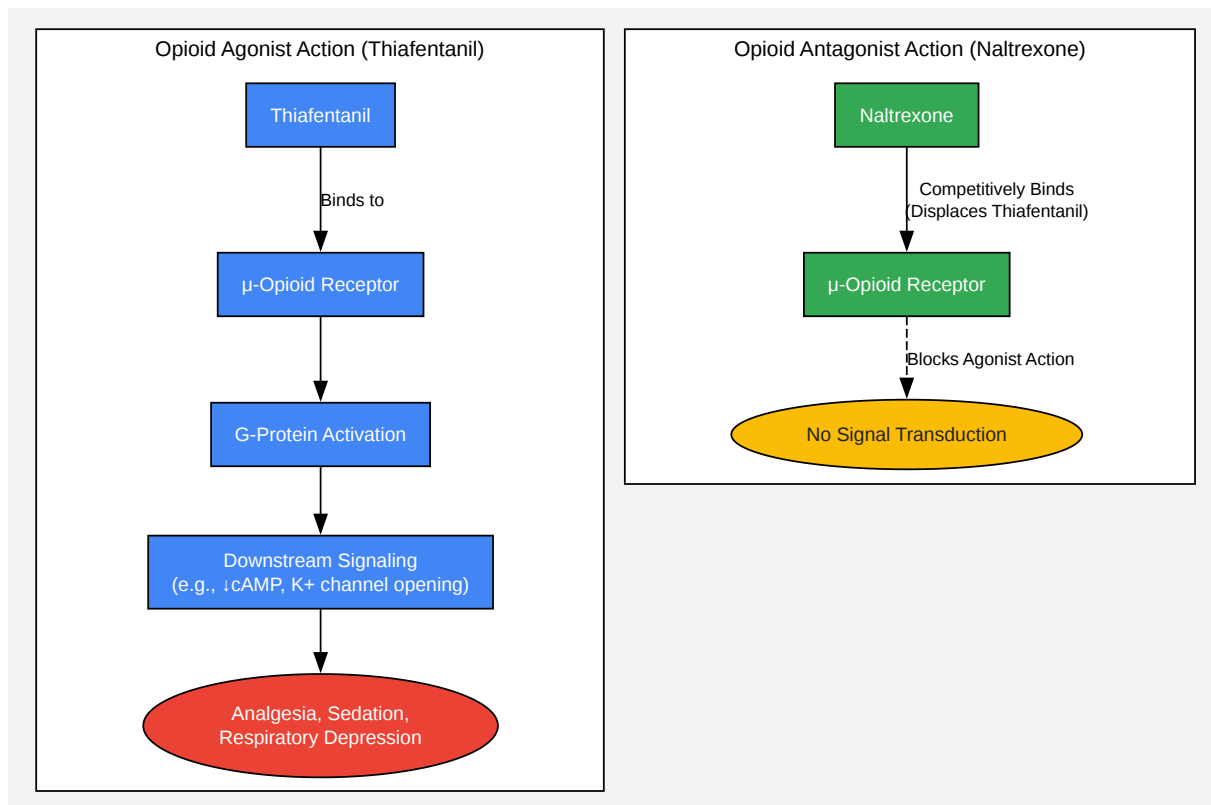 Opioid Agonist Action (Thiafentanil)
Thiafentanil
Binds to
μ-Opioid Receptor
G-Protein Activation
Downstream Signaling
(e.g., ↓cAMP, K+ channel opening)
Analgesia, Sedation,
Respiratory Depression
Opioid Antagonist Action (Naltrexone)
Naltrexone
Competitively Binds
(Displaces Thiafentanil)
μ-Opioid Receptor
Blocks Agonist Action
No Signal Transduction